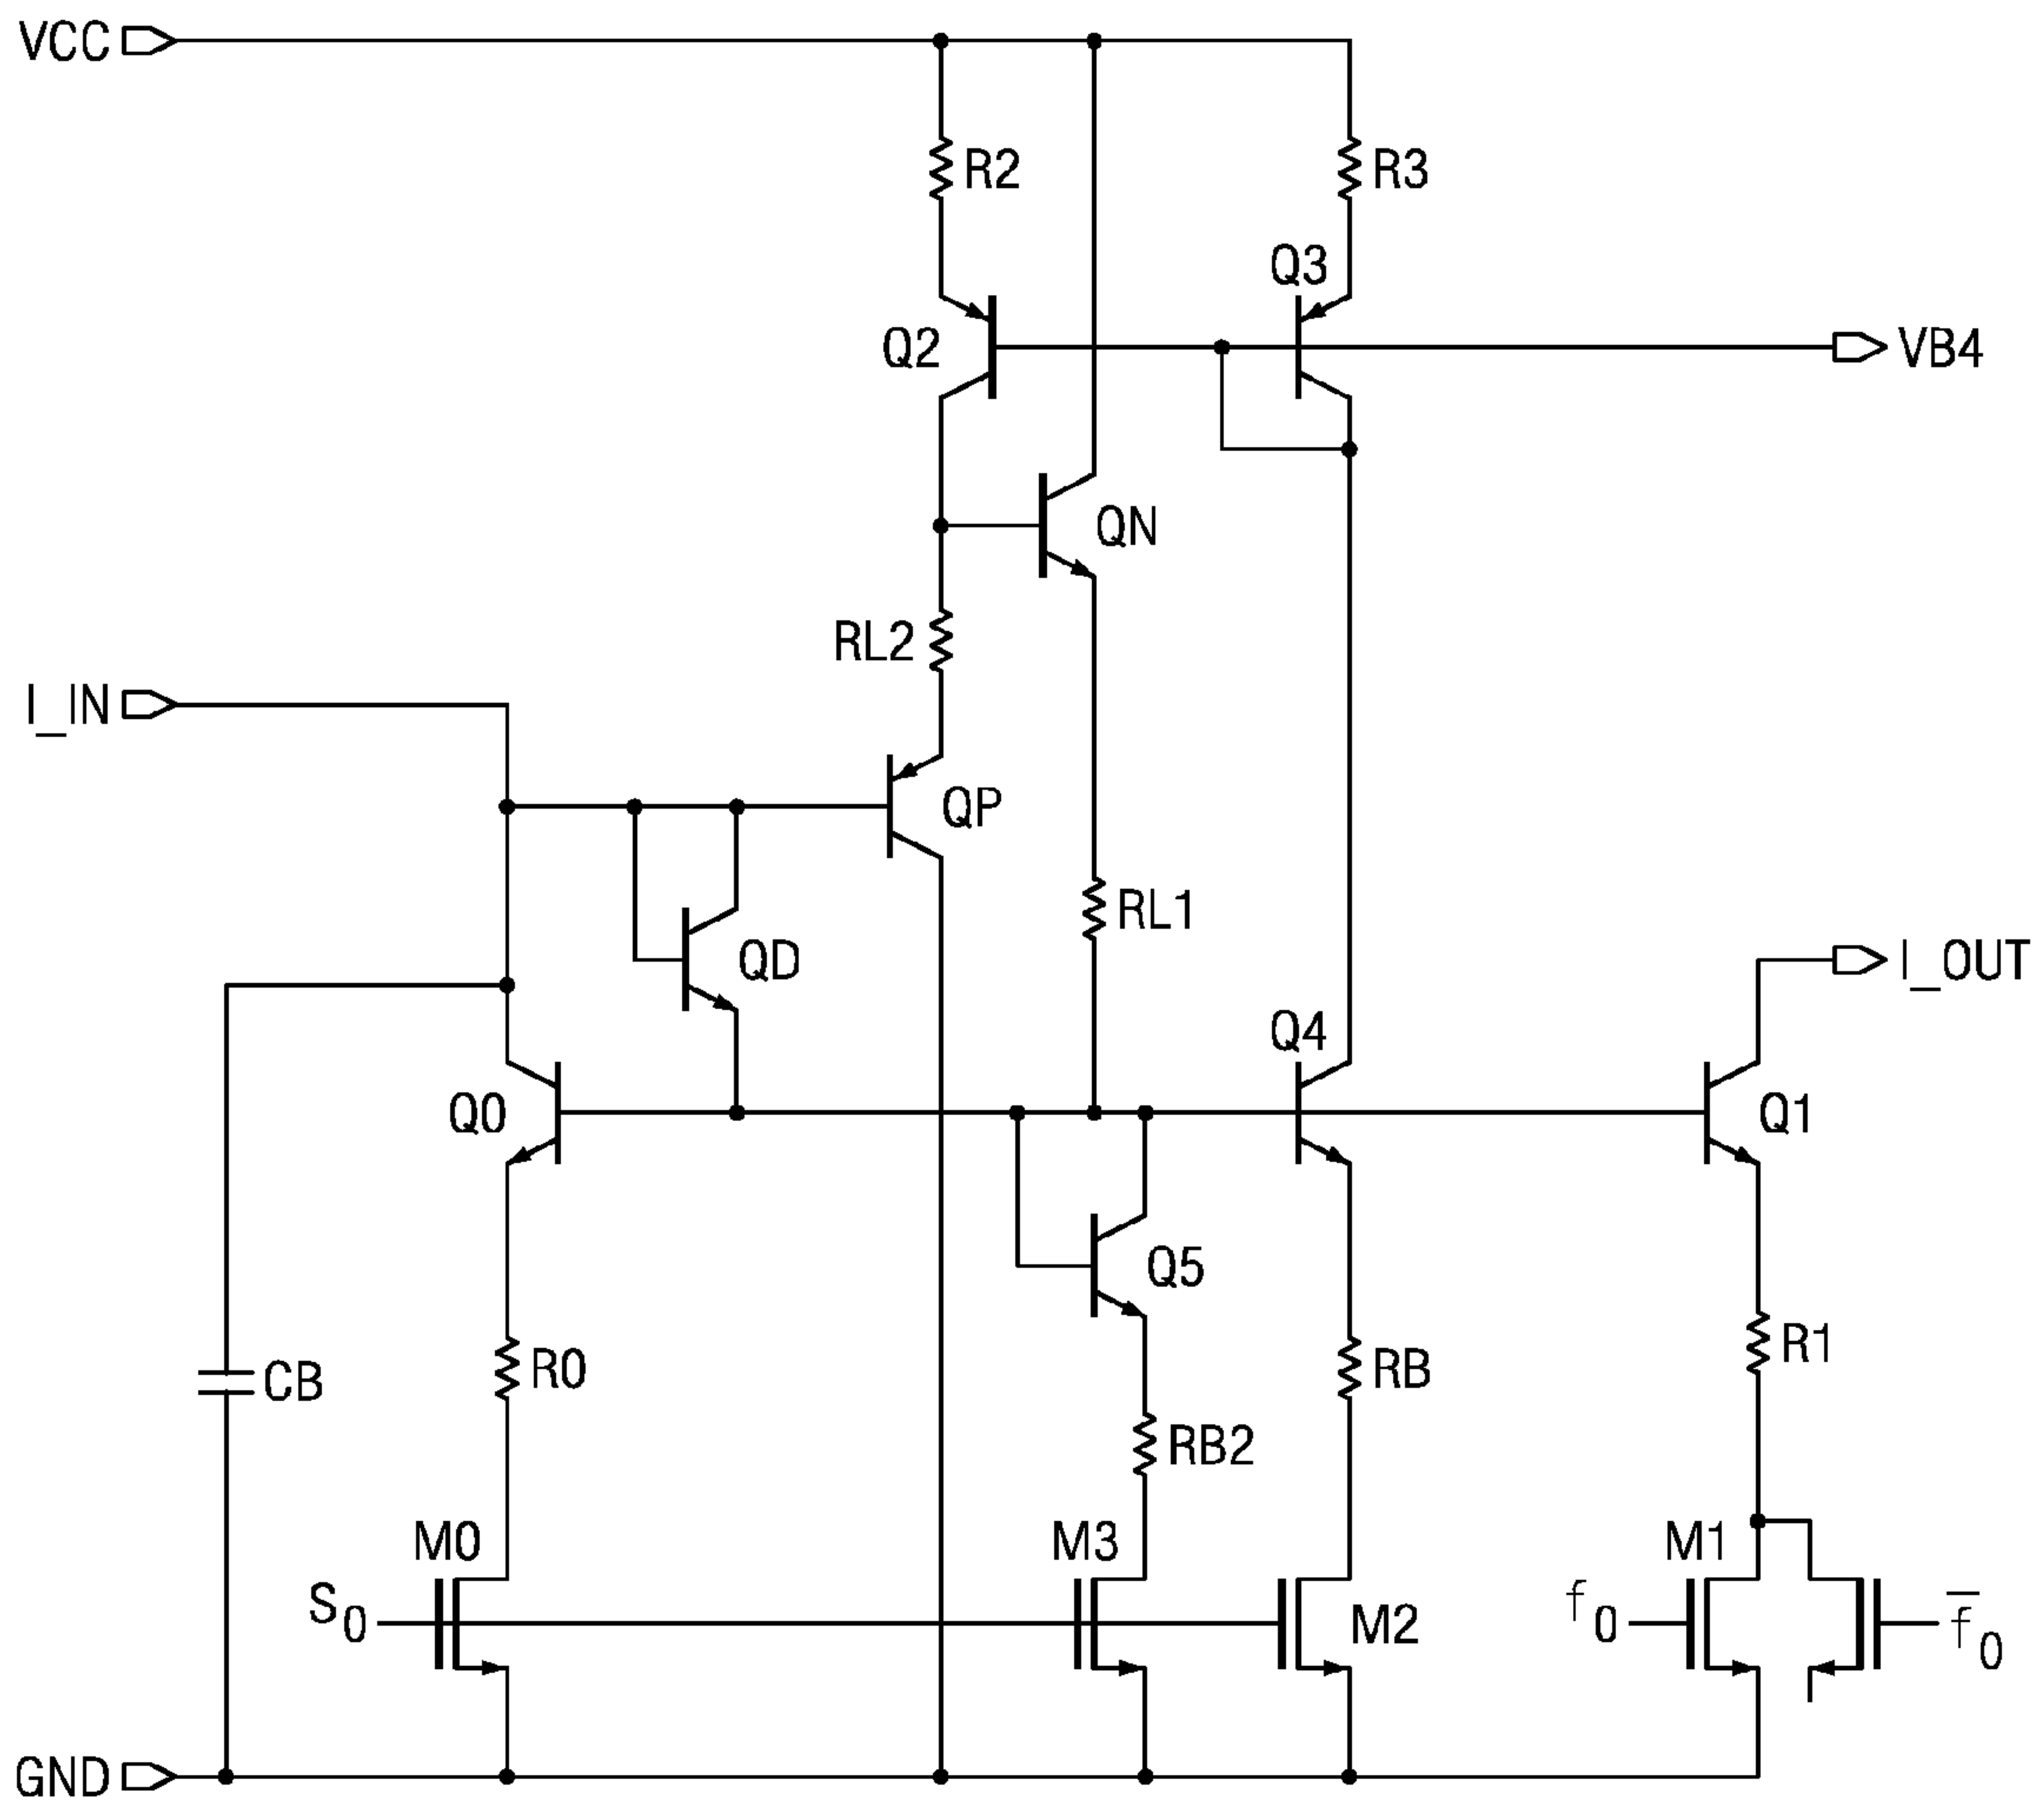 VCC
R2
R3
Q3
Q2
VB4
QN
RL2
I_IN
QP
RL1
QD
I_OUT
Q4
Q0
Q1
Q5
R1
R0
RB
CB
RB2
M0
M3
M1
S0
M2
f0
f̅0
GND